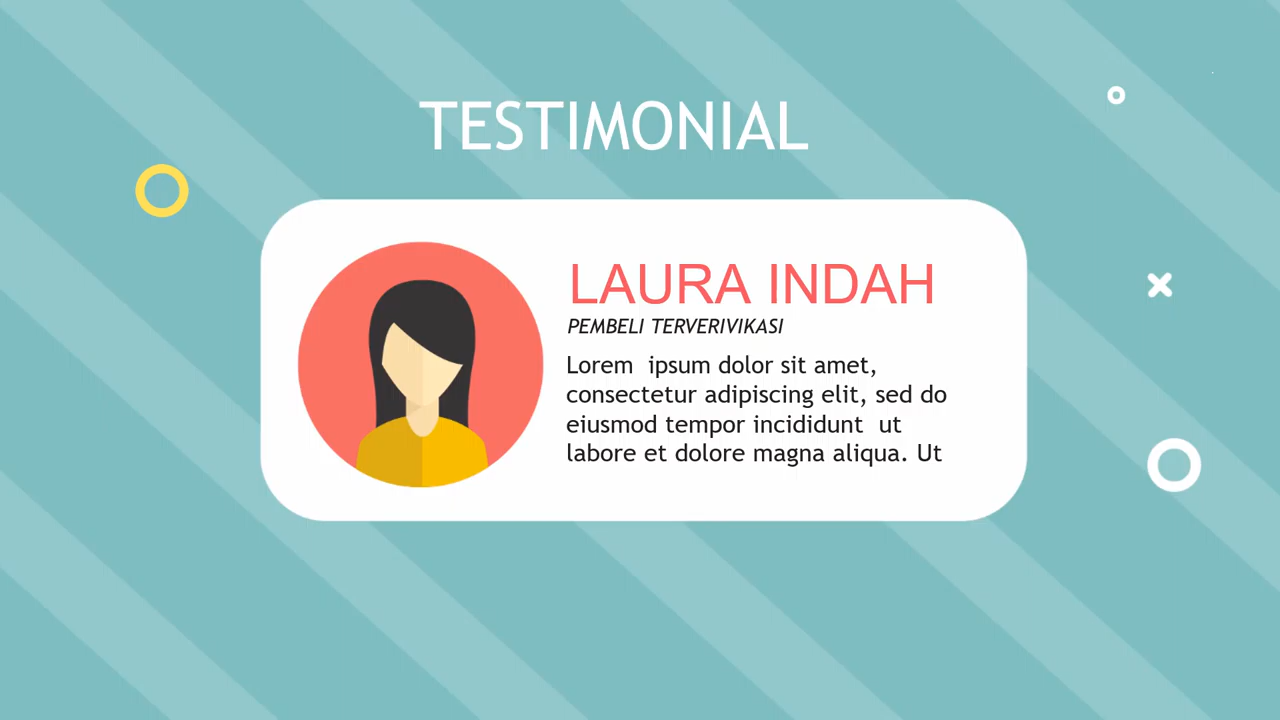 TESTIMONIAL
LAURA INDAH
PEMBELI TERVERIVIKASI
Lorem  ipsum dolor sit amet,
consectetur adipiscing elit, sed do
eiusmod tempor incididunt  ut
labore et dolore magna aliqua. Ut